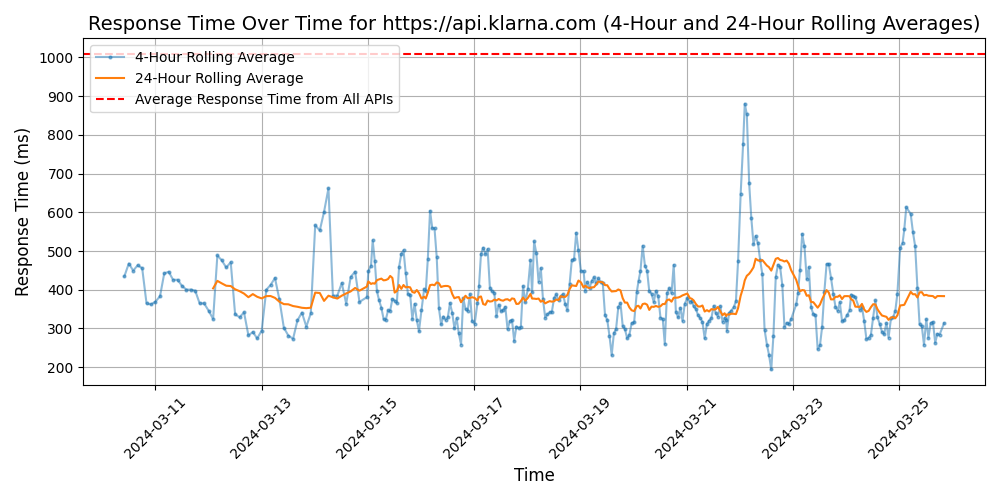 Response Time Over Time for https://api.klarna.com (4-Hour and 24-Hour Rolling Averages)
4-Hour Rolling Average
24-Hour Rolling Average
Average Response Time from All APIs
Response Time (ms)
1000
900
800
700
600
500
400
300
200
2024-03-11
2024-03-13
2024-03-15
2024-03-17
2024-03-19
2024-03-21
2024-03-23
2024-03-25
Time